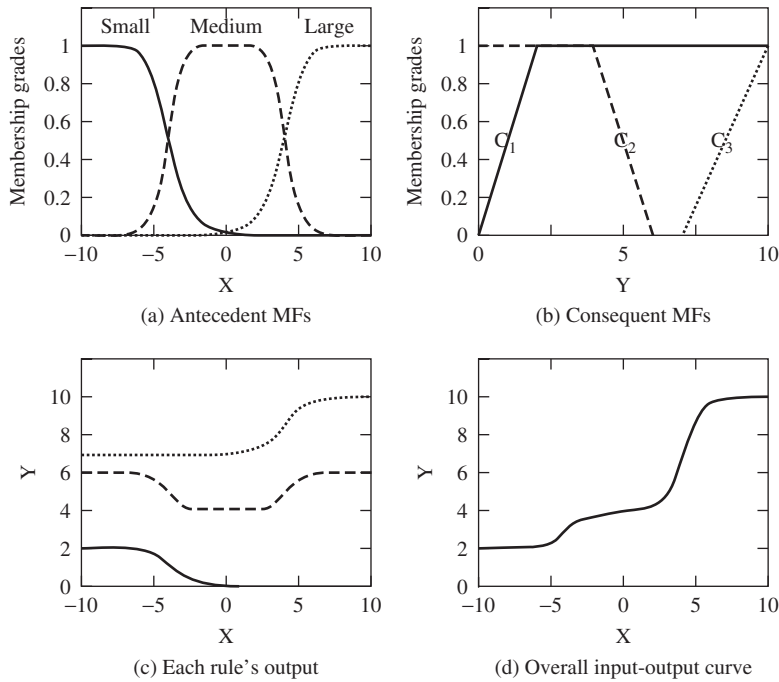 Small Medium Large
1
0.8
0.6
0.4
0.2
0
Membership grades
−10 −5 0 5 10
X
(a) Antecedent MFs
1
0.8
0.6
0.4
0.2
0
Membership grades
C1 C2 C3
0 5 10
Y
(b) Consequent MFs
10
8
6
4
2
0
Y
−10 −5 0 5 10
X
(c) Each rule’s output
10
8
6
4
2
0
Y
−10 −5 0 5 10
X
(d) Overall input-output curve